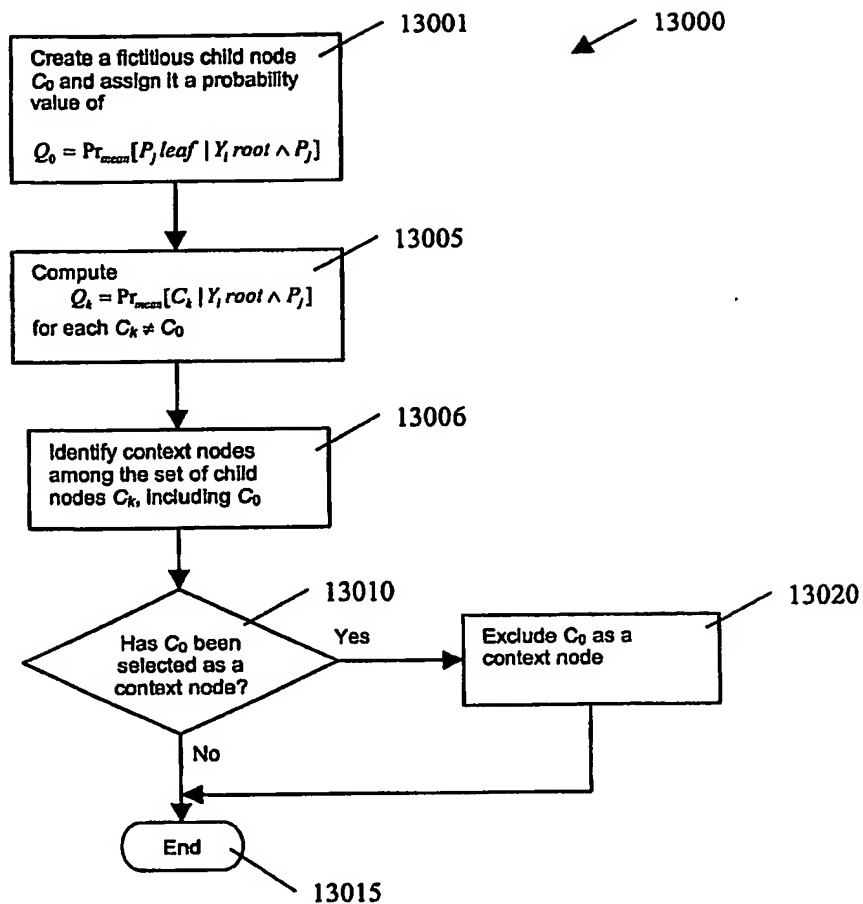 13001
13000
Create a fictitious child node
C₀ and assign it a probability
value of
Q₀ = Pr_mean[P_j leaf | Y_i root ∧ P_j]
13005
Compute
Q_k = Pr_mean[C_k | Y_i root ∧ P_j]
for each C_k ≠ C₀
13006
Identify context nodes
among the set of child
nodes C_k, including C₀
13010
Has C₀ been
selected as a
context node?
Yes
13020
Exclude C₀ as a
context node
No
End
13015